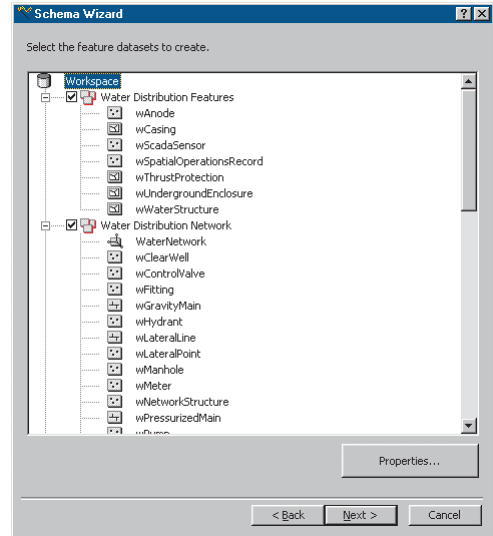 Schema Wizard
Select the feature datasets to create.
Workspace
Water Distribution Features
wAnode
wCasing
wScadaSensor
wSpatialOperationsRecord
wThrustProtection
wUndergroundEnclosure
wWaterStructure
Water Distribution Network
WaterNetwork
wClearWell
wControlValve
wFitting
wGravityMain
wHydrant
wLateralLine
wLateralPoint
wManhole
wMeter
wNetworkStructure
wPressurizedMain
Properties...
< Back Next > Cancel